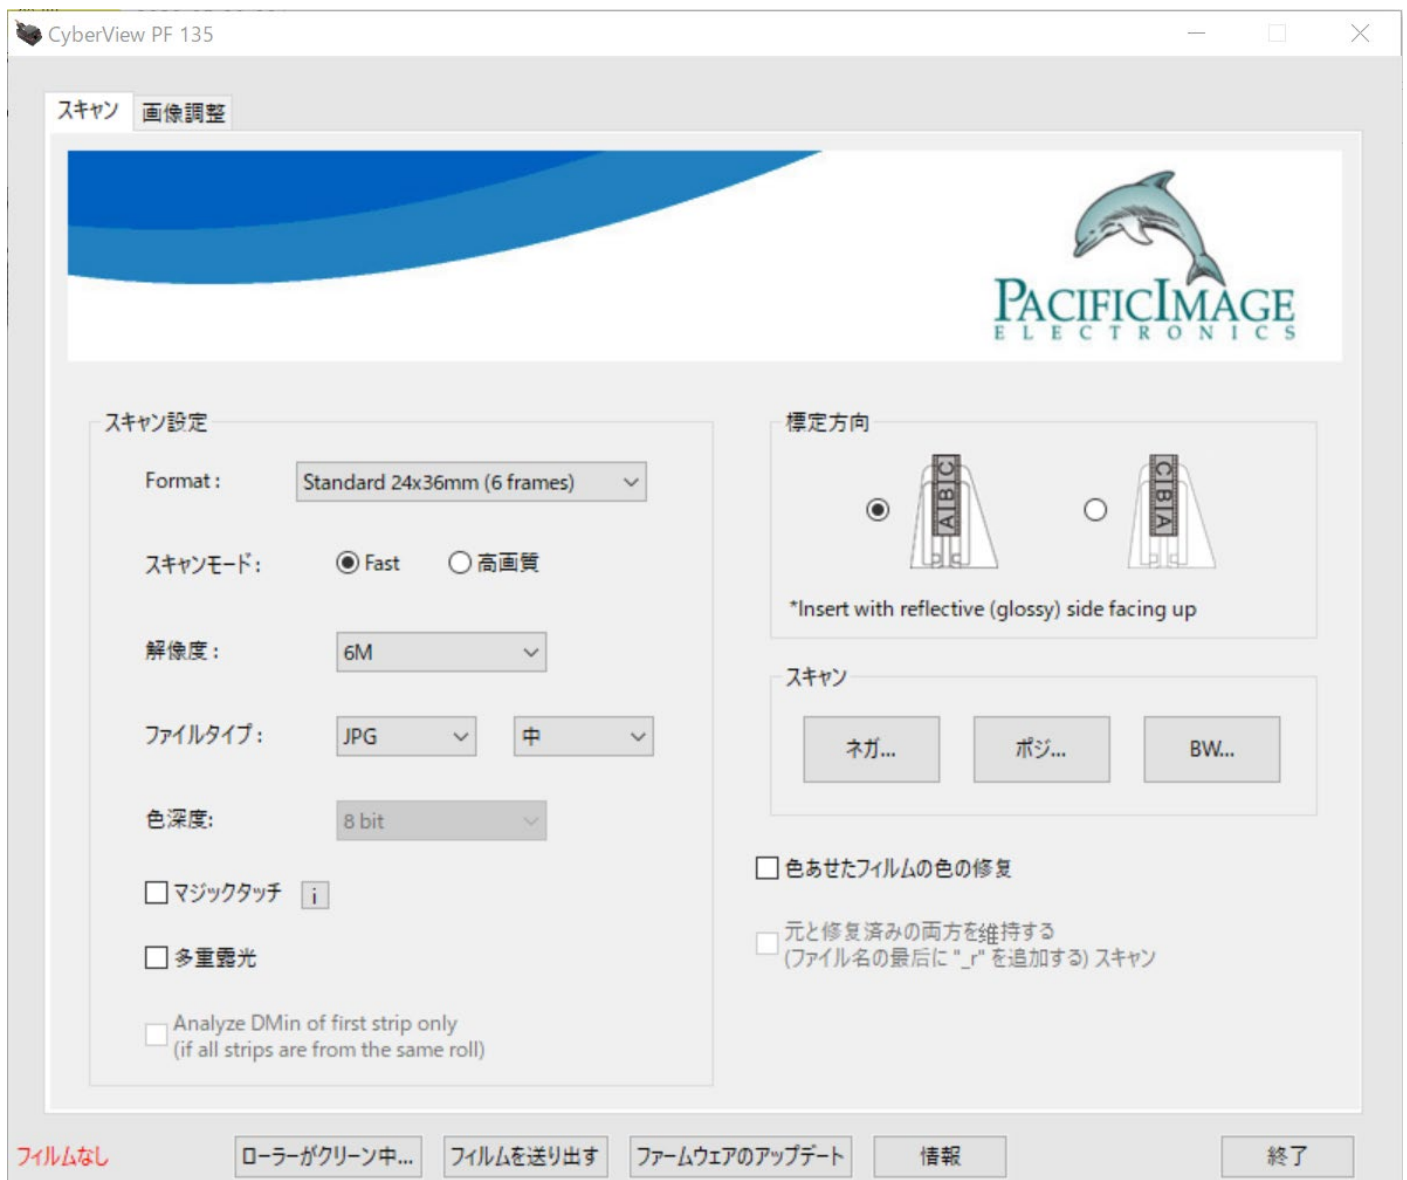 CyberView PF 135
スキャン
画像調整
PACIFICIMAGE
ELECTRONICS
スキャン設定
Format :
Standard 24x36mm (6 frames)
スキャンモード :
Fast
高画質
解像度 :
6M
ファイルタイプ :
JPG
中
色深度:
8 bit
マジックタッチ
i
多重露光
Analyze DMin of first strip only
(if all strips are from the same roll)
標定方向
A B C
C B A
*Insert with reflective (glossy) side facing up
スキャン
ネガ...
ポジ...
BW...
色あせたフィルムの色の修復
元と修復済みの両方を维持する
(ファイル名の最后に "_r" を追加する) スキャン
フィルムなし
ローラーがクリーン中...
フィルムを送り出す
ファームウェアのアップデート
情報
終了